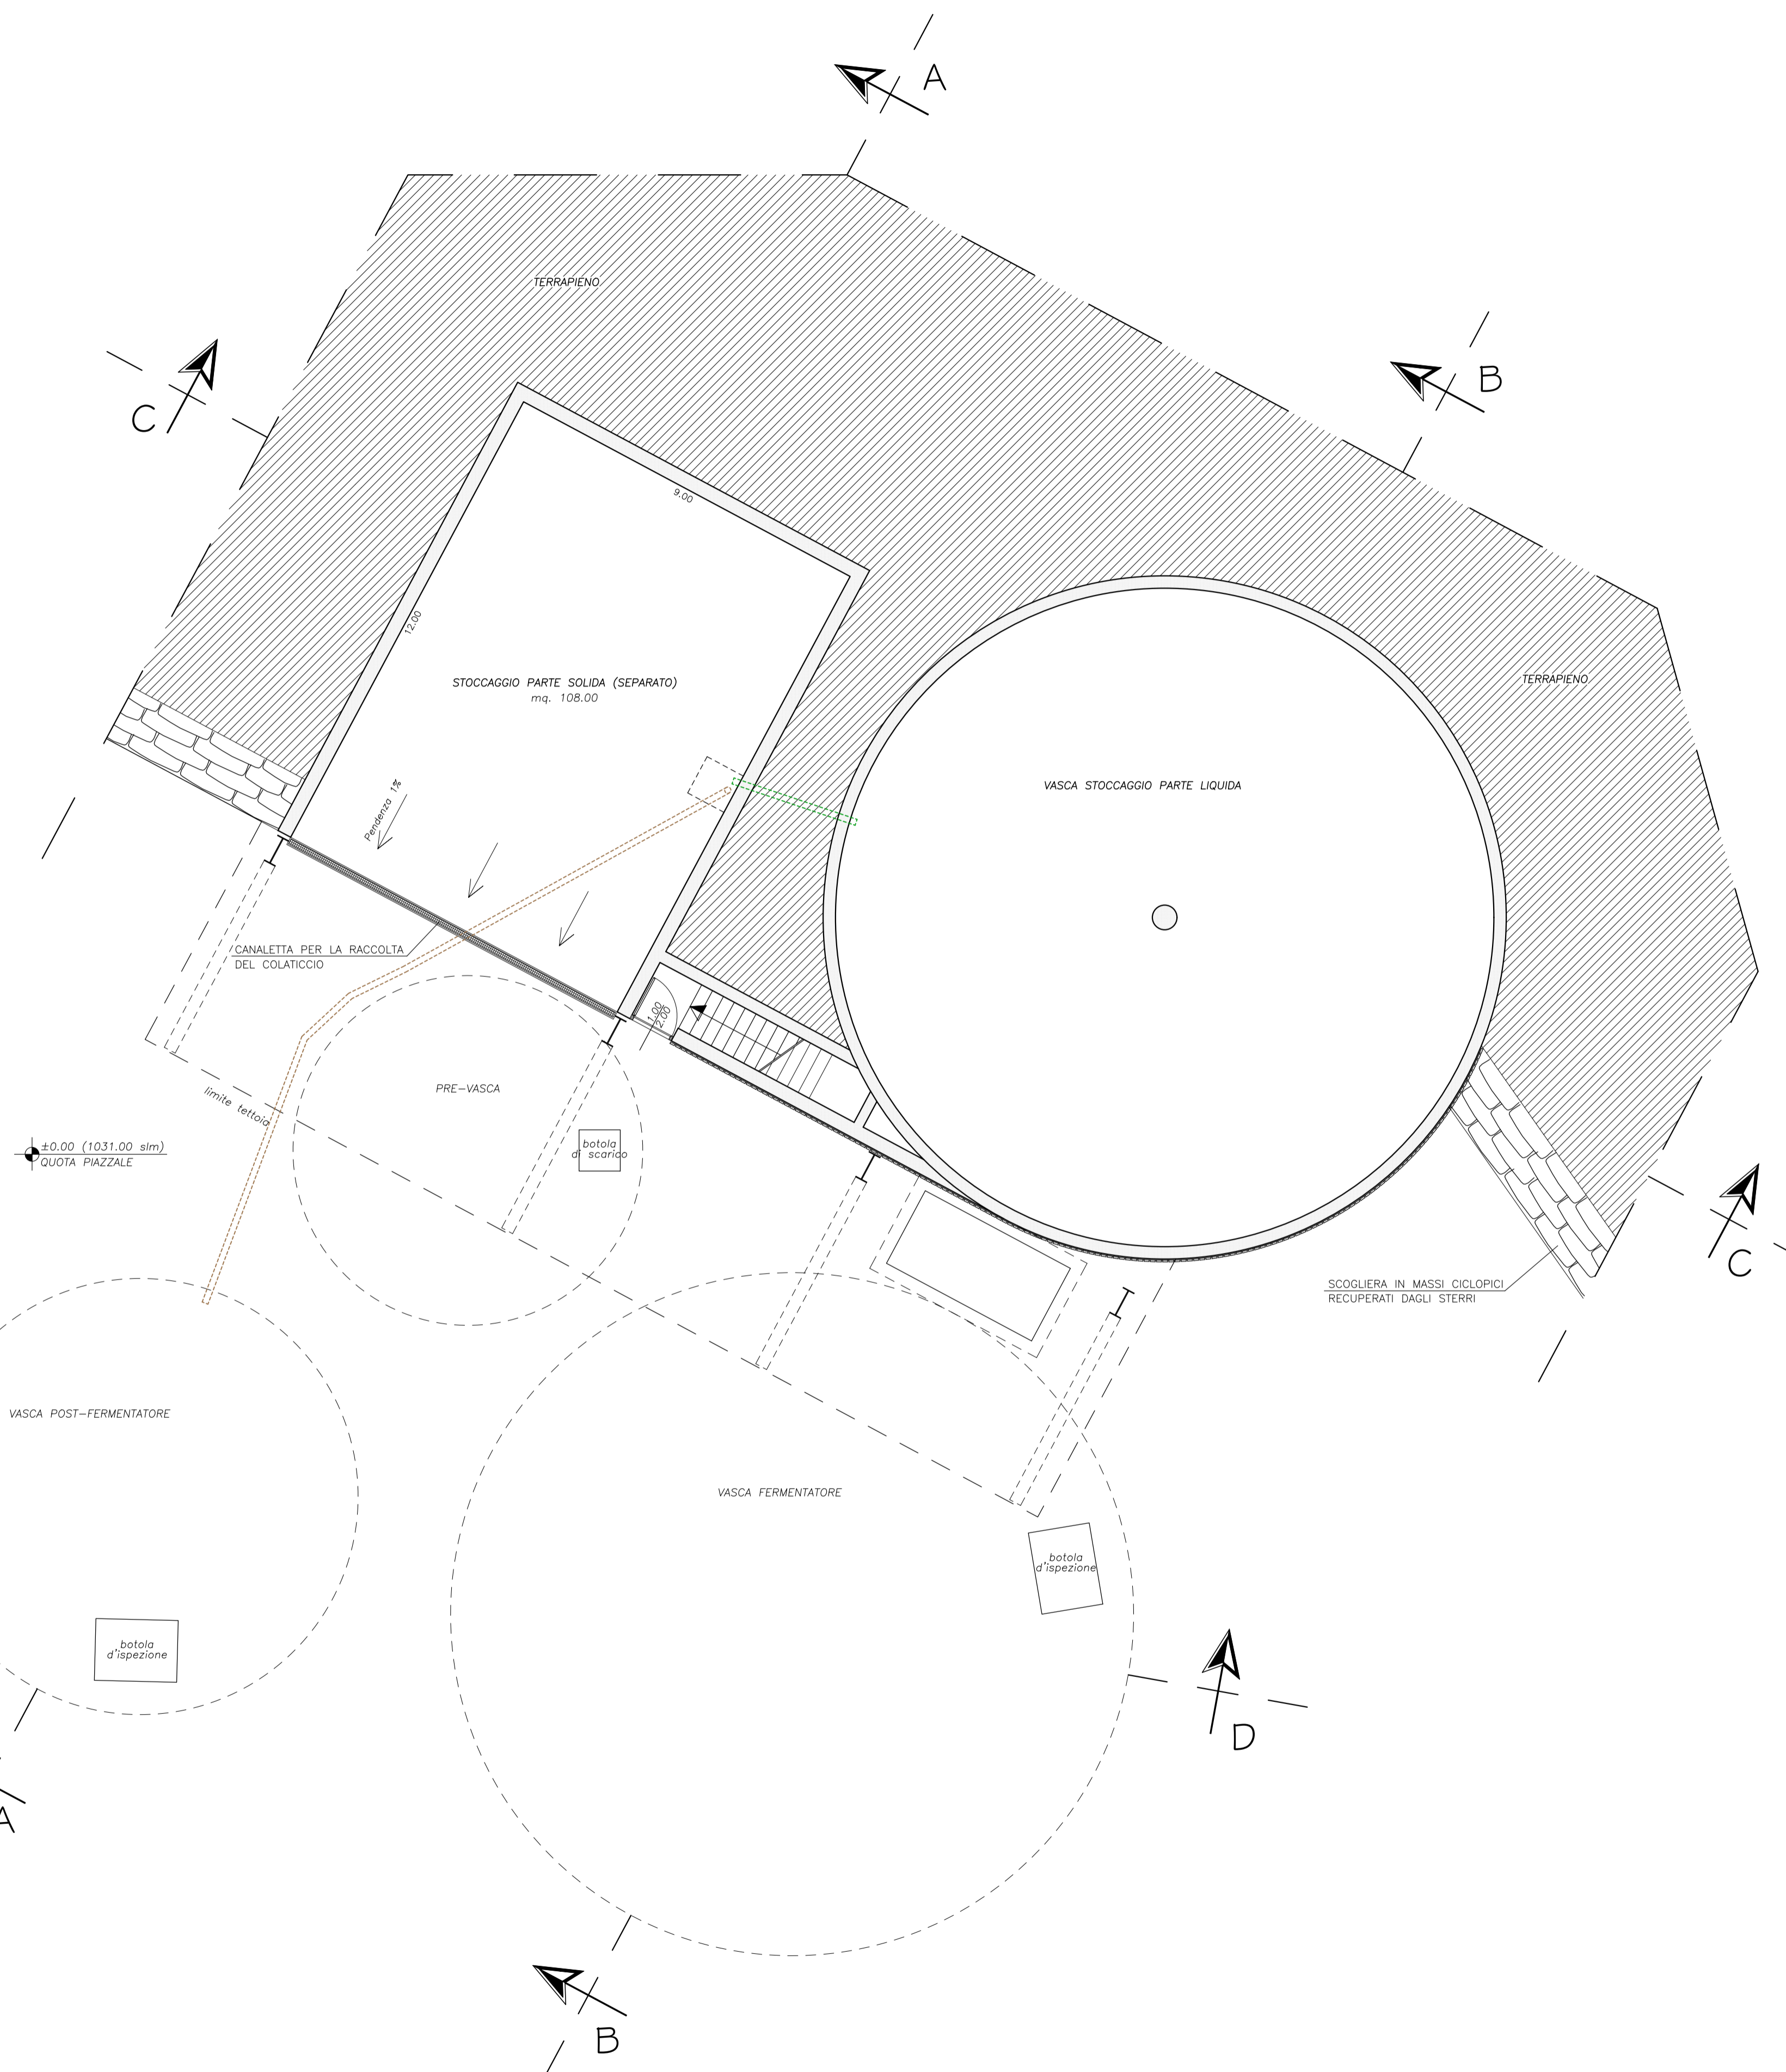 A
TERRAPIENO
B
C
9.00
12.00
STOCCAGGIO PARTE SOLIDA (SEPARATO)
mq. 108.00
TERRAPIENO
VASCA STOCCAGGIO PARTE LIQUIDA
Pendenza 1%
CANALETTA PER LA RACCOLTA
DEL COLATICCIO
1.00
2.00
PRE-VASCA
limite tettoia
botola
di scarico
±0.00 (1031.00 slm)
QUOTA PIAZZALE
C
SCOGLIERA IN MASSI CICLOPICI
RECUPERATI DAGLI STERRI
VASCA POST-FERMENTATORE
VASCA FERMENTATORE
botola
d'ispezione
botola
d'ispezione
D
A
B